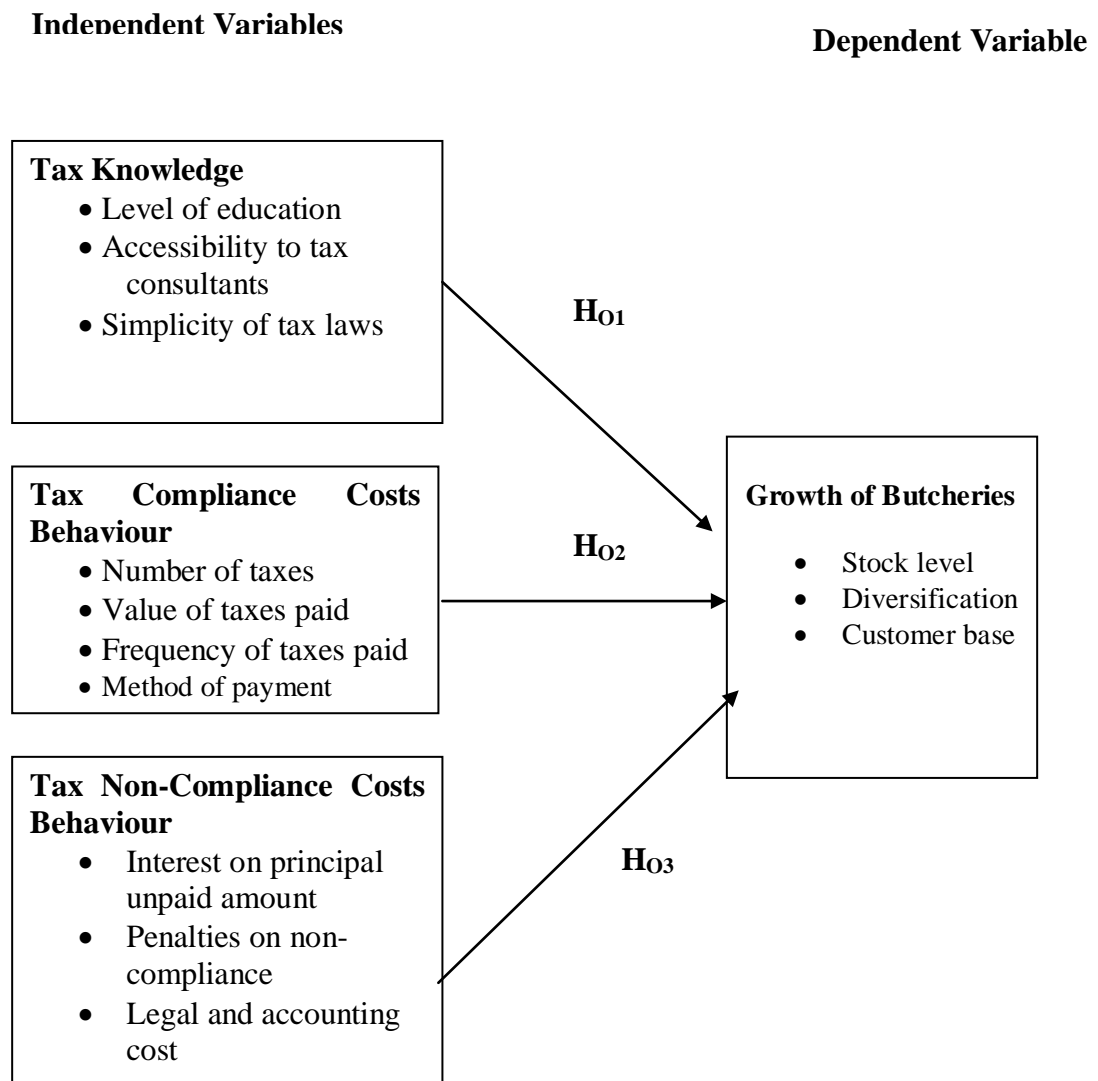 Independent Variables
Dependent Variable
Tax Knowledge
• Level of education
• Accessibility to tax
consultants
• Simplicity of tax laws
HO1
Tax Compliance Costs
Behaviour
• Number of taxes
• Value of taxes paid
• Frequency of taxes paid
• Method of payment
HO2
Growth of Butcheries
• Stock level
• Diversification
• Customer base
Tax Non-Compliance Costs
Behaviour
• Interest on principal
unpaid amount
• Penalties on non-
compliance
• Legal and accounting
cost
HO3